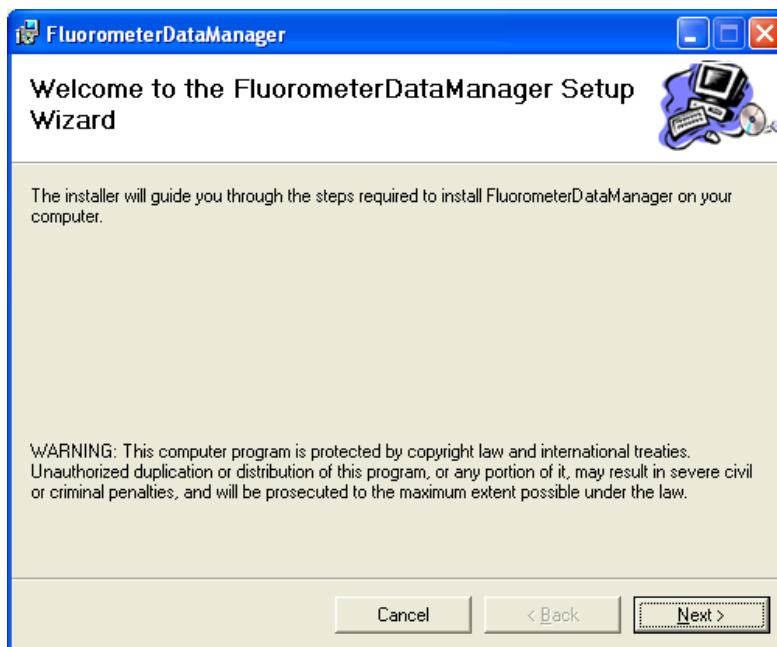 FluorometerDataManager
Welcome to the FluorometerDataManager Setup
Wizard
The installer will guide you through the steps required to install FluorometerDataManager on your
computer.
WARNING: This computer program is protected by copyright law and international treaties.
Unauthorized duplication or distribution of this program, or any portion of it, may result in severe civil
or criminal penalties, and will be prosecuted to the maximum extent possible under the law.
Cancel
< Back
Next >